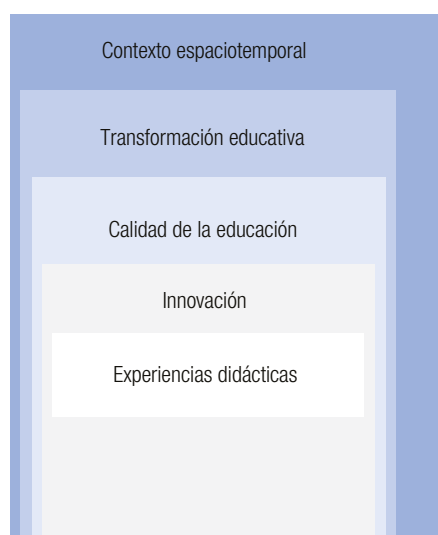 Contexto espaciotemporal
Transformación educativa
Calidad de la educación
Innovación
Experiencias didácticas